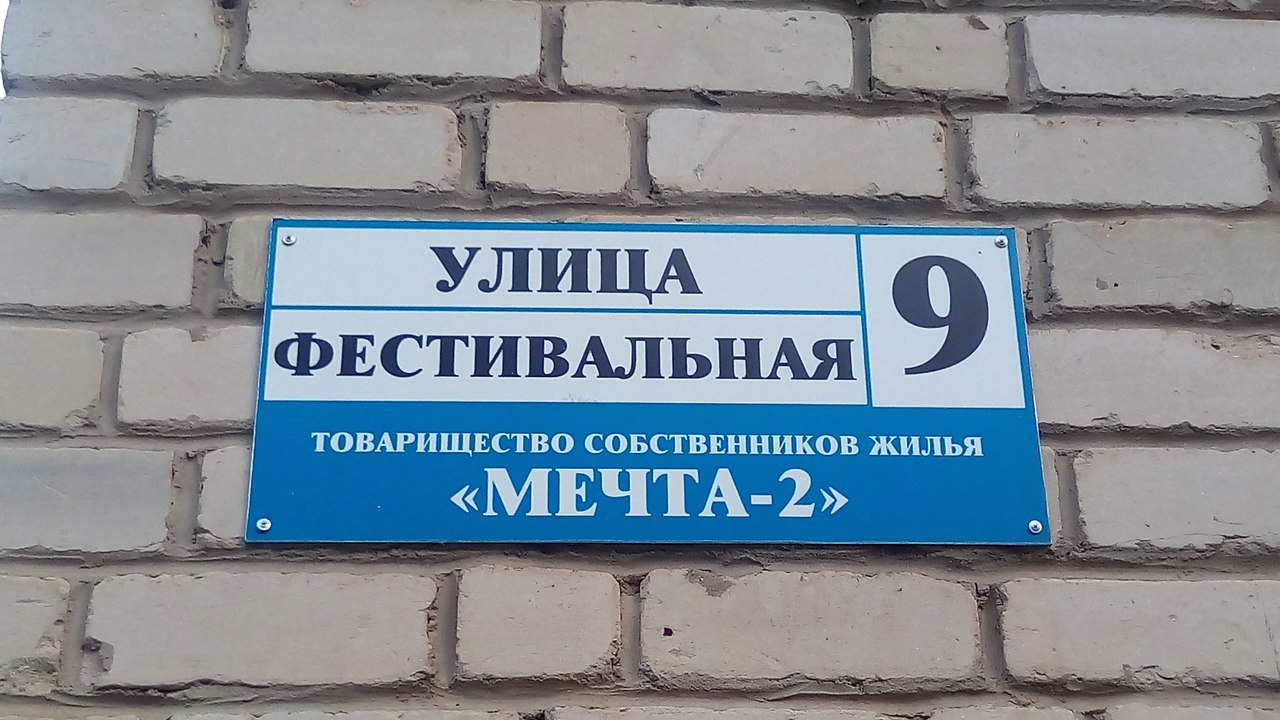 УЛИЦА
ФЕСТИВАЛЬНАЯ
9
ТОВАРИЩЕСТВО СОБСТВЕННИКОВ ЖИЛЬЯ
«МЕЧТА-2»